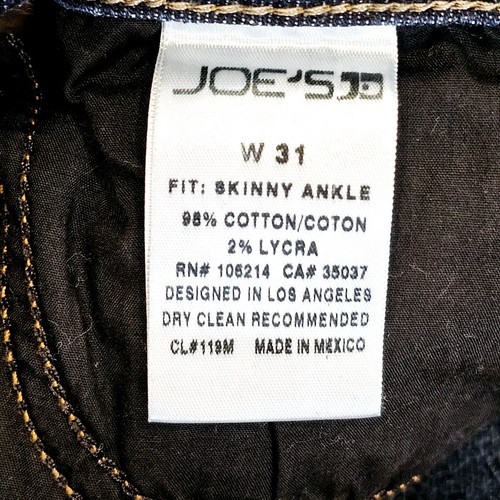 JOE'S JD
W 31
FIT: SKINNY ANKLE
98% COTTON/COTON
2% LYCRA
RN# 106214 CA# 35037
DESIGNED IN LOS ANGELES
DRY CLEAN RECOMMENDED
CL#119M MADE IN MEXICO